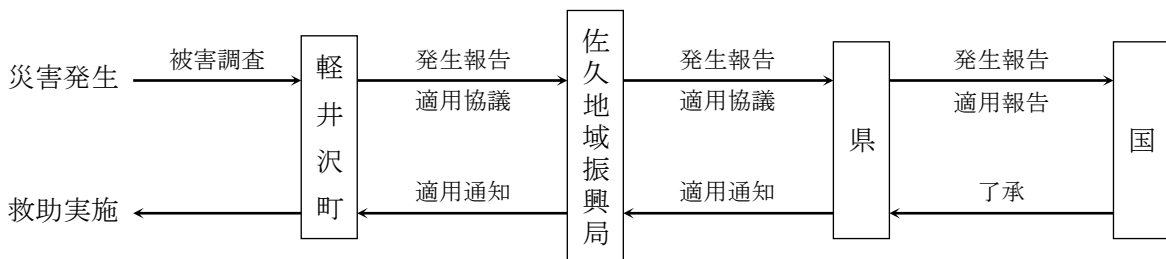 災害発生
被害調査
軽井沢町
発生報告
適用協議
佐久地域振興局
発生報告
適用協議
県
発生報告
適用報告
国
救助実施
適用通知
適用通知
了承